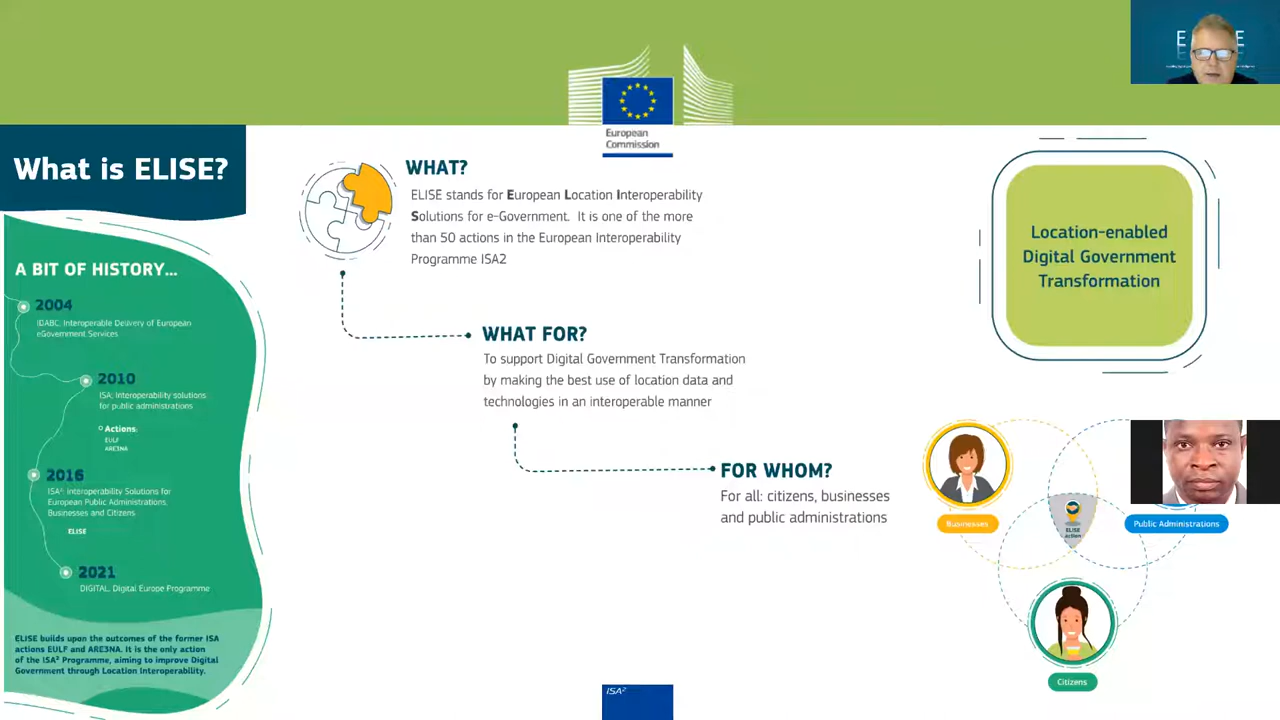 E
E
European
Commission
What is ELISE?
A BIT OF HISTORY...
2004
IDABC, Interoperable Delivery of European
eGovernment Services
2010
ISA, Interoperability solutions
for public administrations
Actions:
EULF
ARE3NA
2016
ISA², Interoperability Solutions for
European Public Administrations,
Businesses and Citizens
ELISE
2021
DIGITAL, Digital Europe Programme
ELISE builds upon the outcomes of the former ISA
actions EULF and ARE3NA. It is the only action
of the ISA² Programme, aiming to improve Digital
Government through Location Interoperability.
WHAT?
ELISE stands for European Location Interoperability
Solutions for e-Government. It is one of the more
than 50 actions in the European Interoperability
Programme ISA2
WHAT FOR?
To support Digital Government Transformation
by making the best use of location data and
technologies in an interoperable manner
FOR WHOM?
For all: citizens, businesses
and public administrations
Location-enabled
Digital Government
Transformation
Businesses
ELISE
action
Public Administrations
Citizens
ISA²